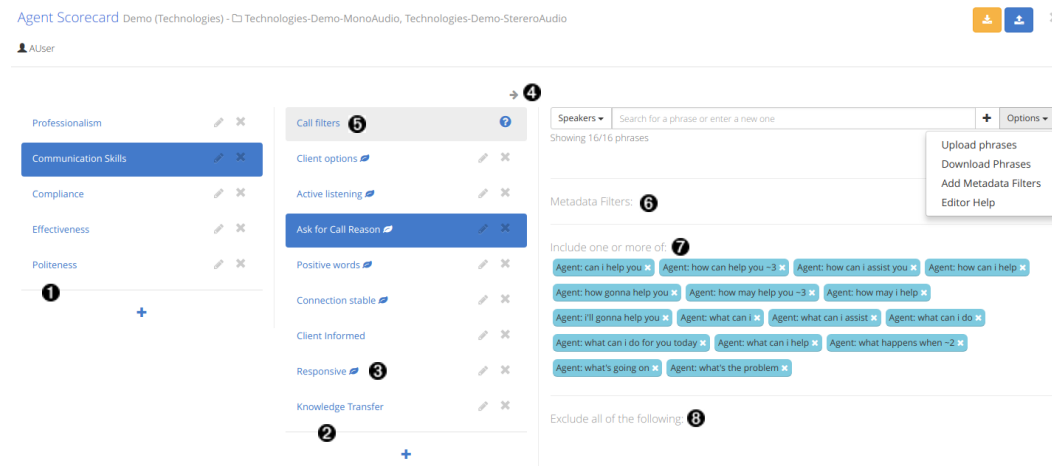 Agent Scorecard Demo (Technologies) - Technologies-Demo-MonoAudio, Technologies-Demo-StereroAudio
AUser
4
Professionalism
Communication Skills
Compliance
Effectiveness
Politeness
1
+
Call filters 5 ?
Client options
Active listening
Ask for Call Reason
Positive words
Connection stable
Client Informed
Responsive 3
Knowledge Transfer
2
+
Speakers Search for a phrase or enter a new one + Options
Showing 16/16 phrases
Upload phrases
Download Phrases
Add Metadata Filters
Editor Help
Metadata Filters: 6
Include one or more of: 7
Agent: can i help you × Agent: how can help you ~3 × Agent: how can i assist you × Agent: how can i help ×
Agent: how gonna help you × Agent: how may help you ~3 × Agent: how may i help ×
Agent: i'll gonna help you × Agent: what can i × Agent: what can i assist × Agent: what can i do ×
Agent: what can i do for you today × Agent: what can i help × Agent: what happens when ~2 ×
Agent: what's going on × Agent: what's the problem ×
Exclude all of the following: 8